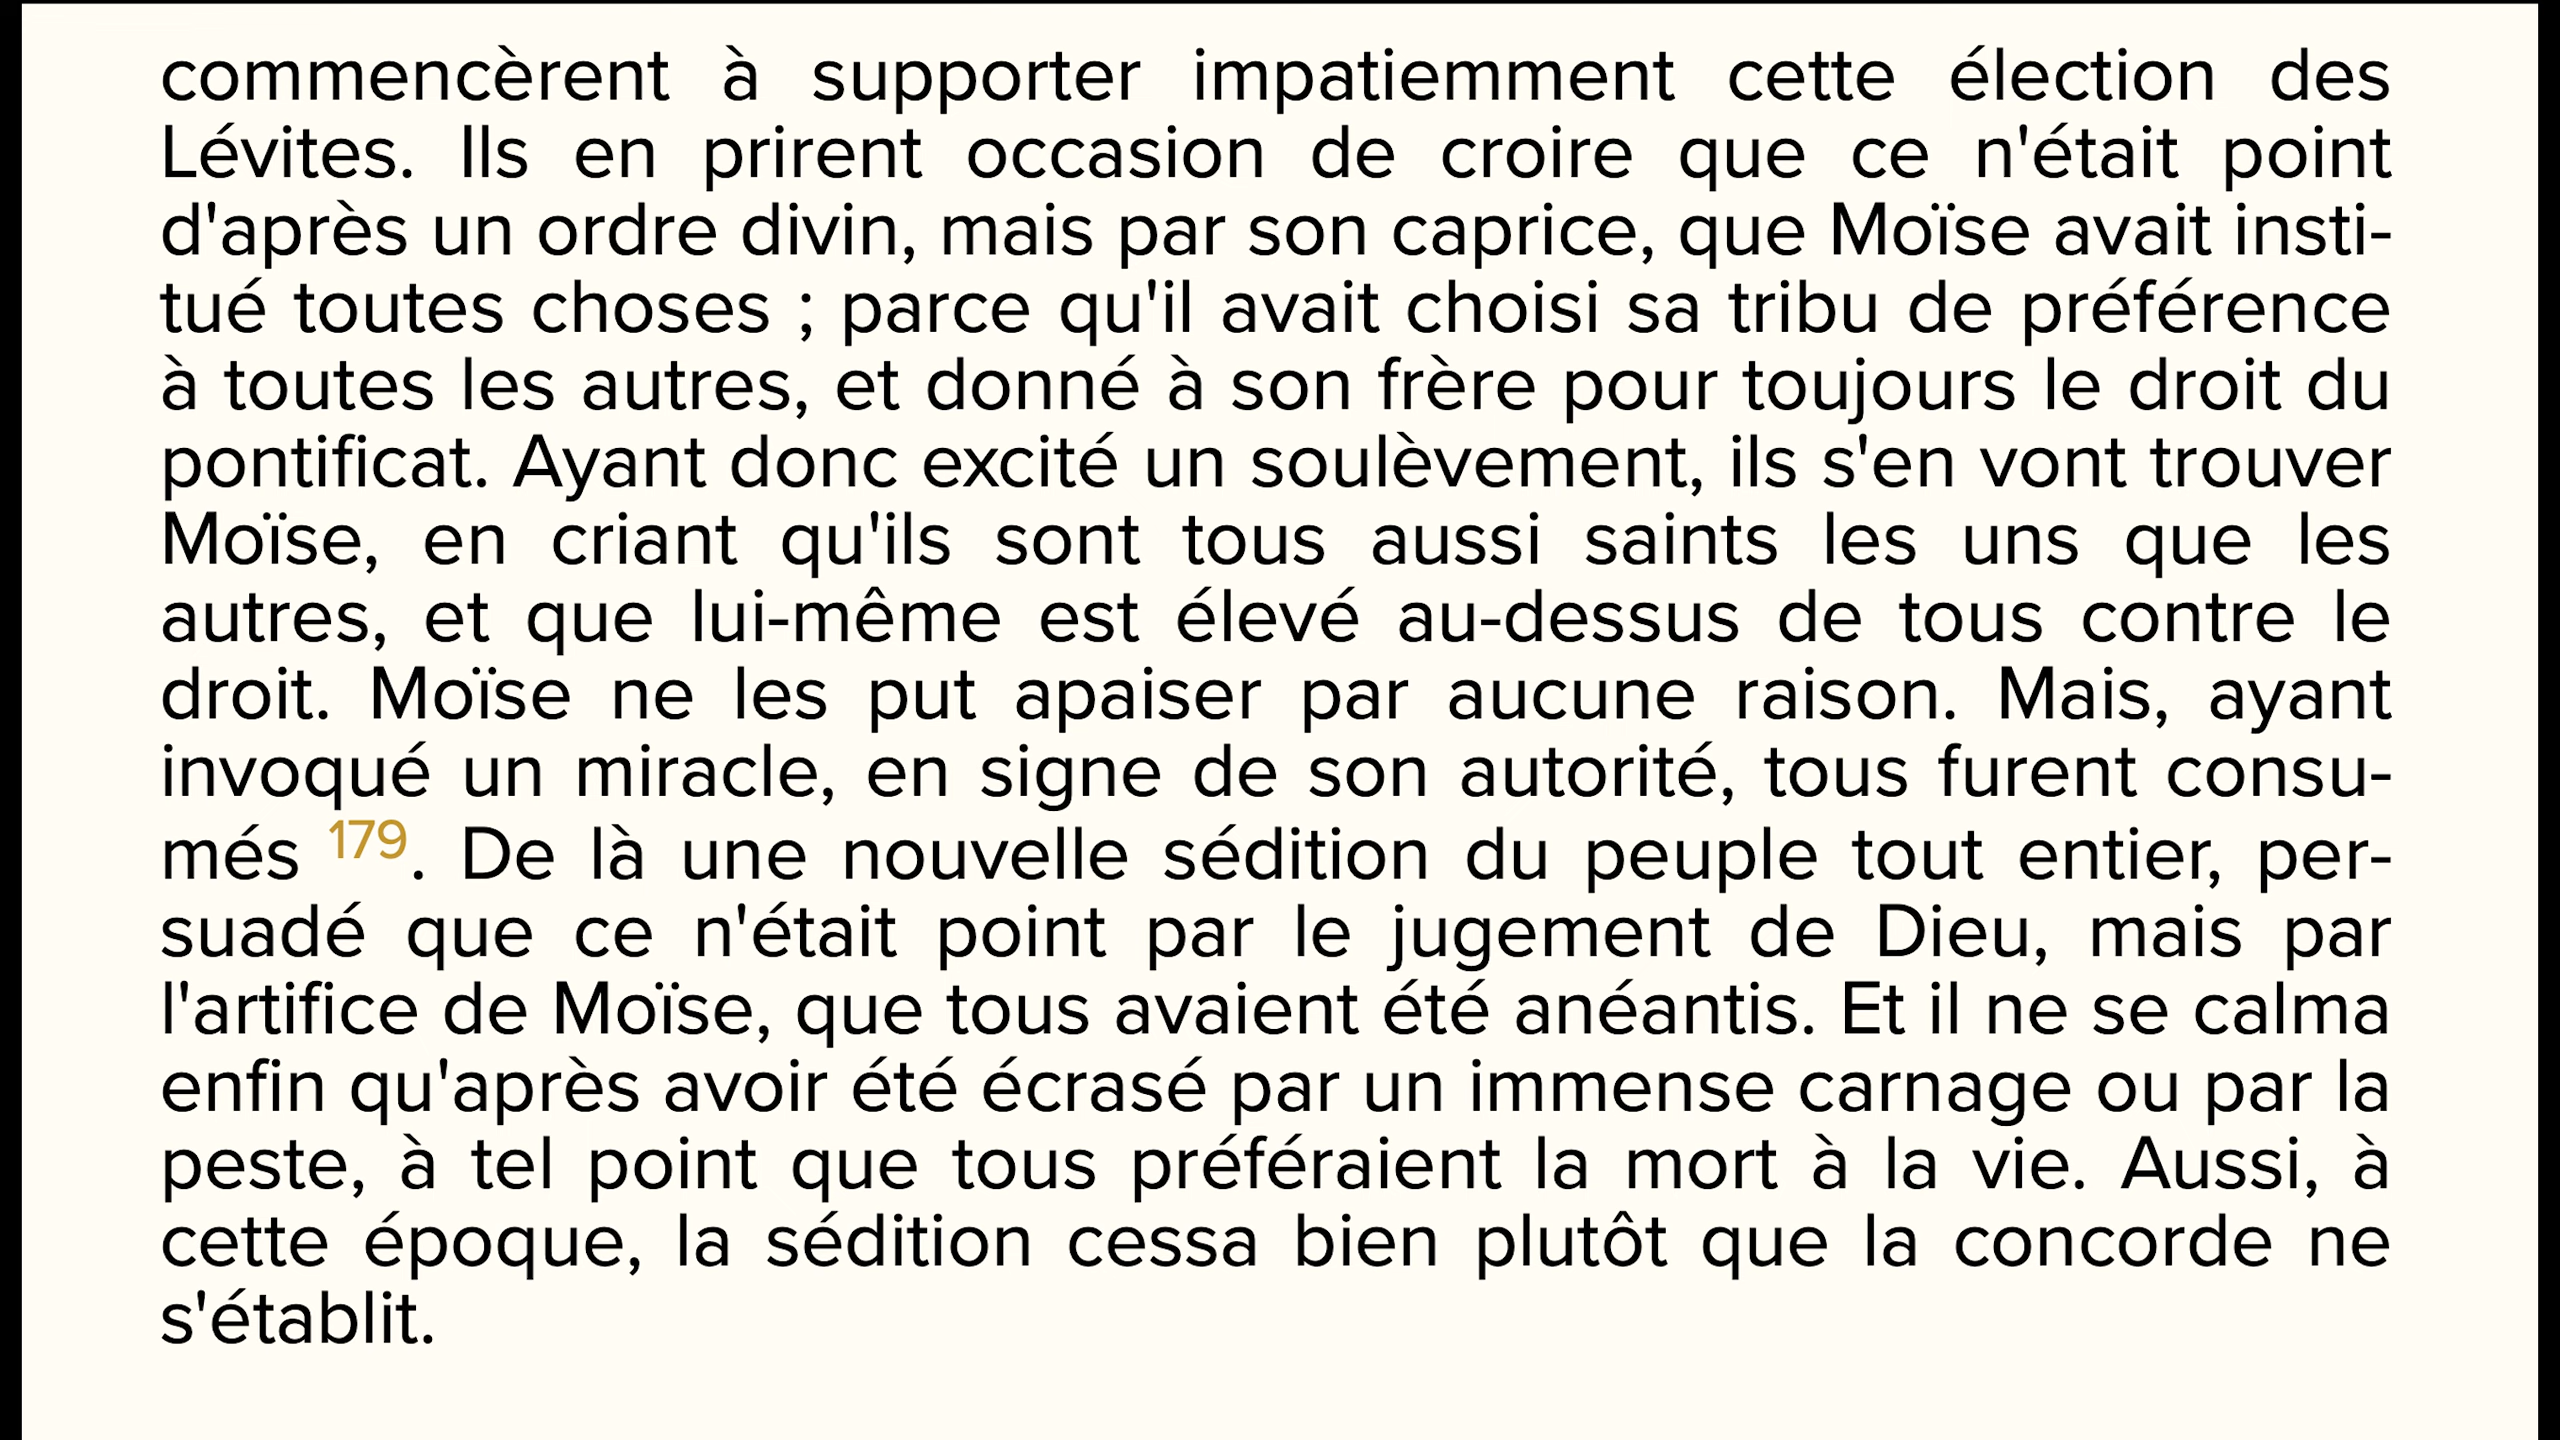 commencèrent à supporter impatiemment cette élection des
Lévites. Ils en prirent occasion de croire que ce n'était point
d'après un ordre divin, mais par son caprice, que Moïse avait insti-
tué toutes choses ; parce qu'il avait choisi sa tribu de préférence
à toutes les autres, et donné à son frère pour toujours le droit du
pontificat. Ayant donc excité un soulèvement, ils s'en vont trouver
Moïse, en criant qu'ils sont tous aussi saints les uns que les
autres, et que lui-même est élevé au-dessus de tous contre le
droit. Moïse ne les put apaiser par aucune raison. Mais, ayant
invoqué un miracle, en signe de son autorité, tous furent consu-
més 179. De là une nouvelle sédition du peuple tout entier, per-
suadé que ce n'était point par le jugement de Dieu, mais par
l'artifice de Moïse, que tous avaient été anéantis. Et il ne se calma
enfin qu'après avoir été écrasé par un immense carnage ou par la
peste, à tel point que tous préféraient la mort à la vie. Aussi, à
cette époque, la sédition cessa bien plutôt que la concorde ne
s'établit.